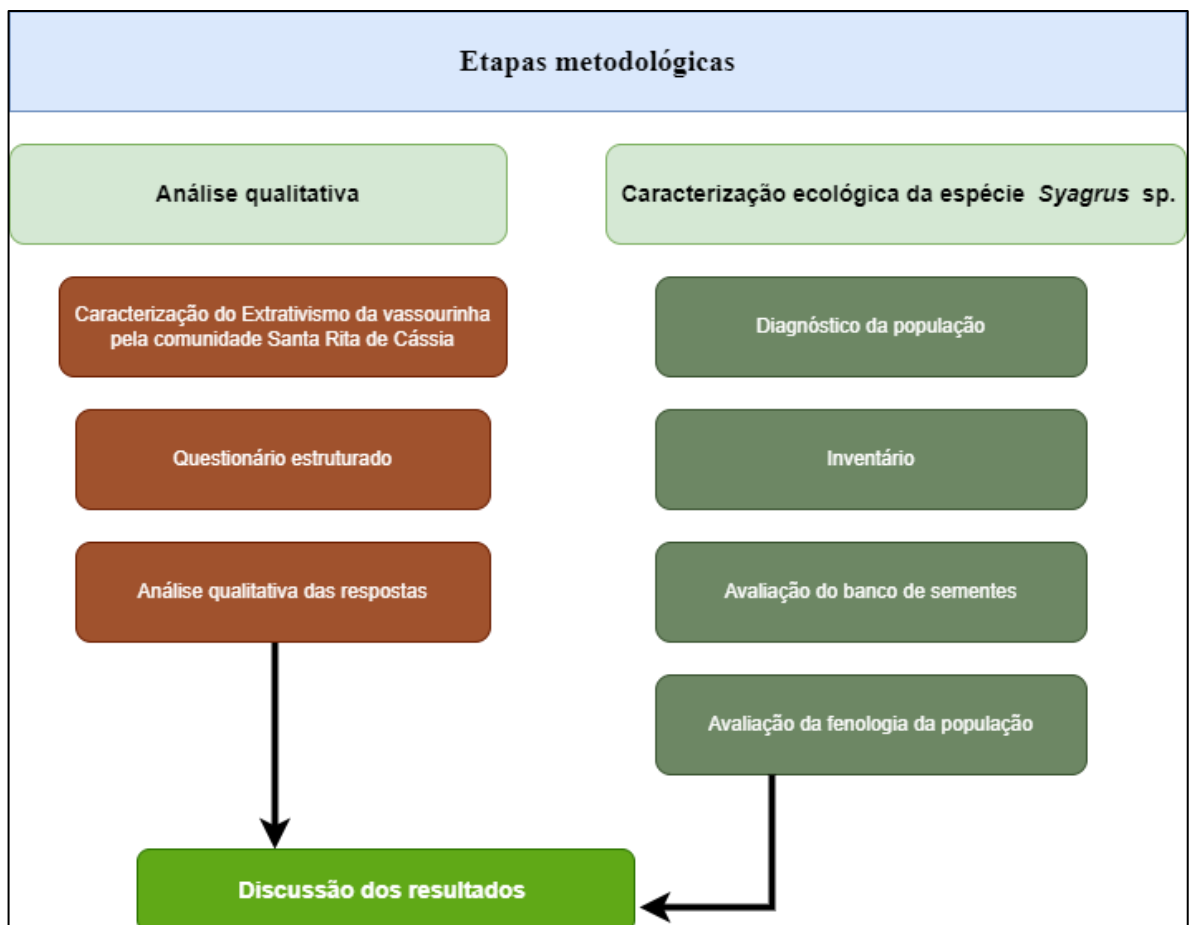 Etapas metodológicas
Análise qualitativa
Caracterização do Extrativismo da vassourinha
pela comunidade Santa Rita de Cássia
Questionário estruturado
Análise qualitativa das respostas
Caracterização ecológica da espécie Syagrus sp.
Diagnóstico da população
Inventário
Avaliação do banco de sementes
Avaliação da fenologia da população
Discussão dos resultados